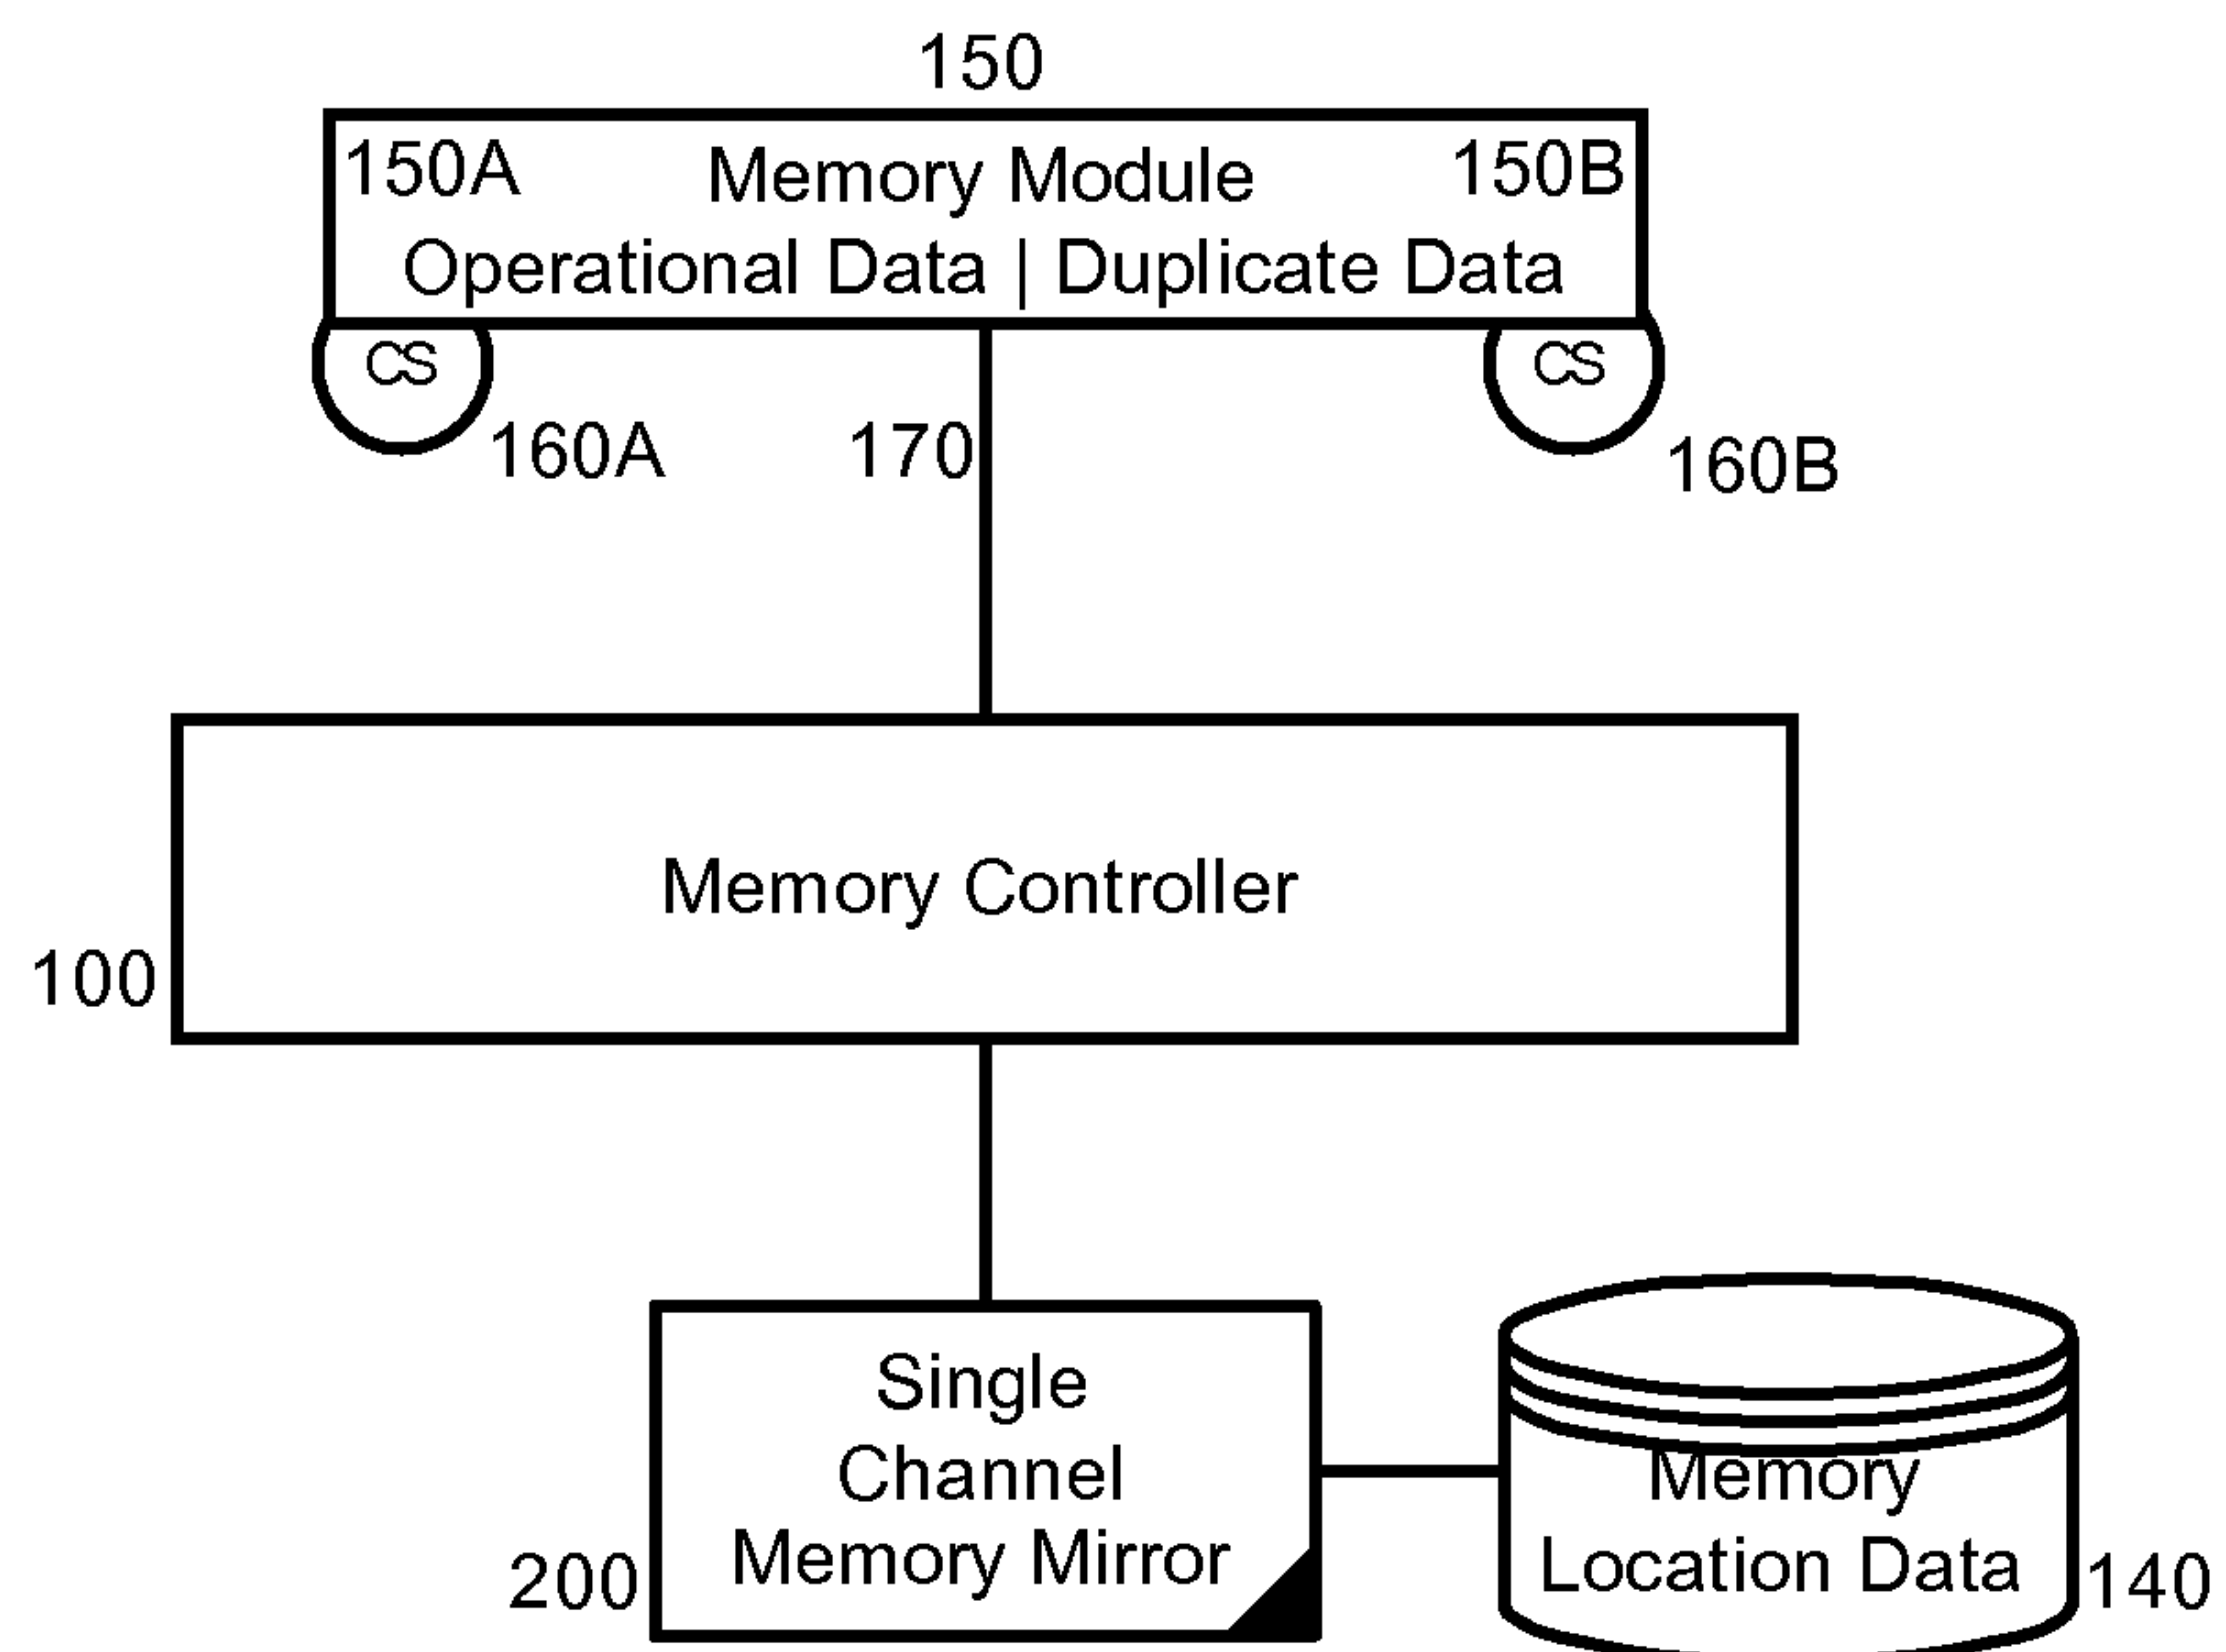 150
150A Memory Module 150B
Operational Data | Duplicate Data
CS CS
160A 170 160B
Memory Controller
100
Single
Channel
Memory Mirror
200
Memory
Location Data
140